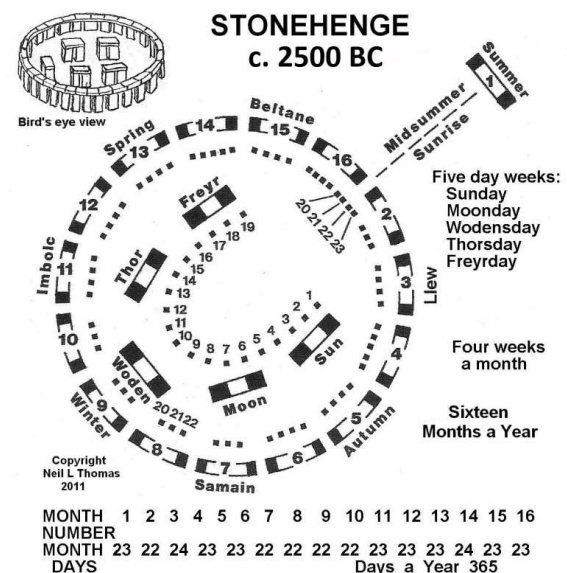 STONEHENGE
c. 2500 BC
Bird's eye view
Summer
1
Midsummer
Sunrise
Beltane
Spring
Imbolc
Winter
Samain
Autumn
Llew
2
3
4
5
6
7
8
9
10
11
12
13
14
15
16
20 21 22 23
Freyr
Thor
Woden
Moon
Sun
1
2
3
4
5
6
7
8
9
10
11
12
13
14
15
16
17
18
19
20 21 22
Five day weeks:
Sunday
Moonday
Wodensday
Thorsday
Freyrday
Four weeks
a month
Sixteen
Months a Year
Copyright
Neil L Thomas
2011
MONTH 1 2 3 4 5 6 7 8 9 10 11 12 13 14 15 16
NUMBER
MONTH 23 22 24 23 23 22 22 22 22 22 23 23 23 24 23 23
DAYS Days a Year 365